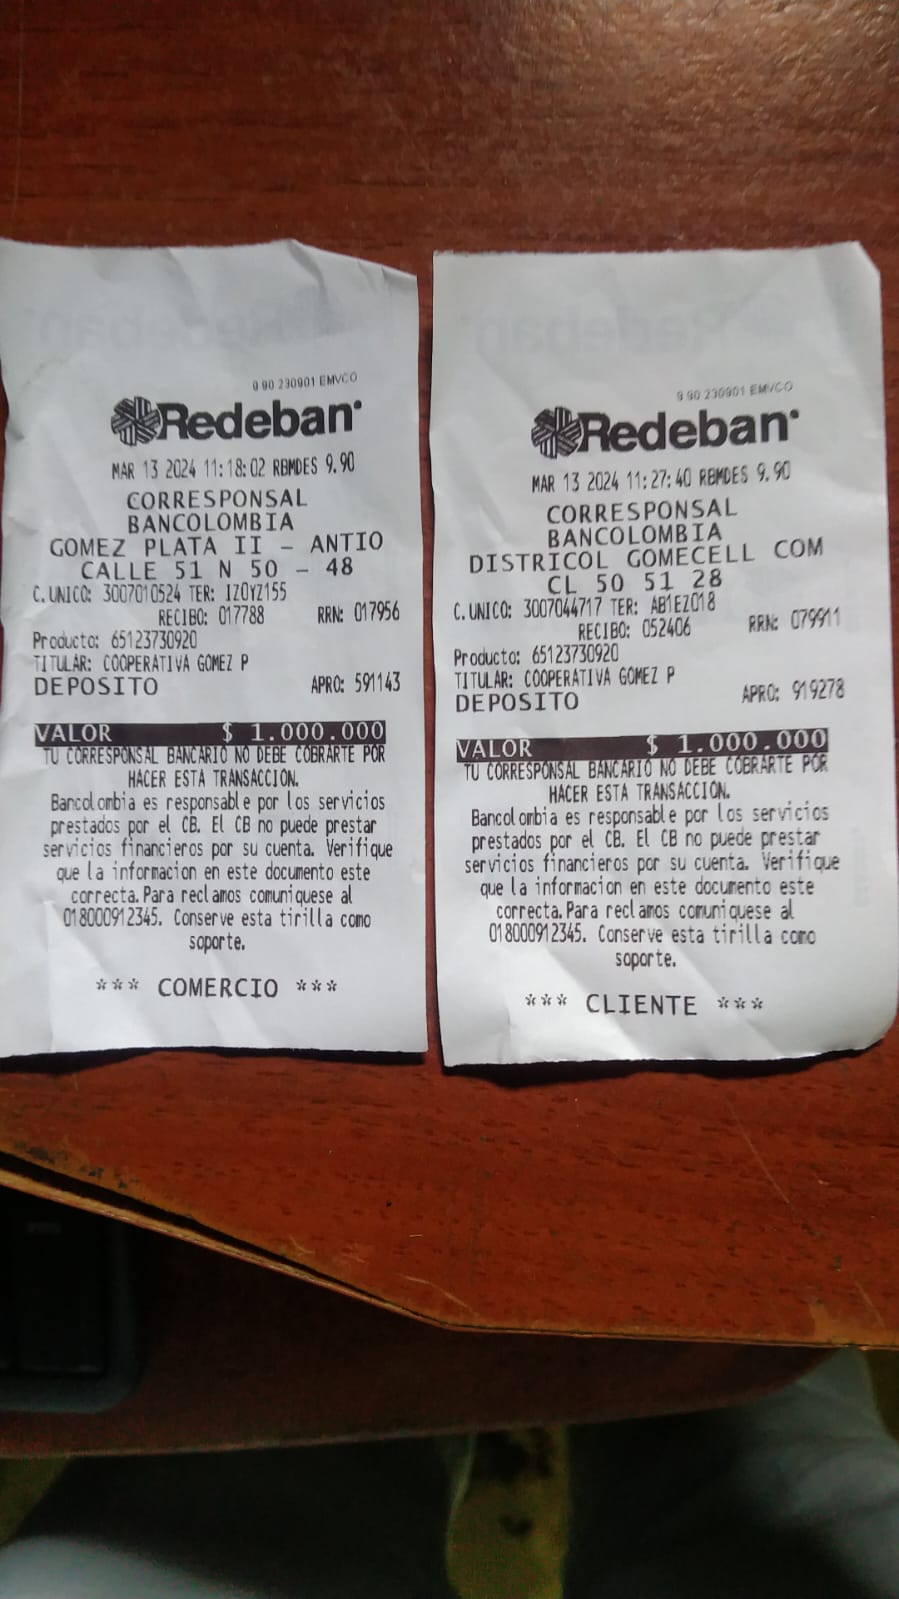 9 90 230901 EMVCO
Redeban
MAR 13 2024 11:18:02 RBMDES 9.90
CORRESPONSAL
BANCOLOMBIA
GOMEZ PLATA II - ANTIO
CALLE 51 N 50 - 48
C. UNICO: 3007010524 TER: IZOYZ155
RECIBO: 017788 RRN: 017956
Producto: 65123730920
TITULAR: COOPERATIVA GOMEZ P
DEPOSITO APRO: 591143
VALOR $ 1.000.000
TU CORRESPONSAL BANCARIO NO DEBE COBRARTE POR
HACER ESTA TRANSACCIÓN.
Bancolombia es responsable por los servicios
prestados por el CB. El CB no puede prestar
servicios financieros por su cuenta. Verifique
que la informacion en este documento este
correcta. Para reclamos comuniquese al
018000912345. Conserve esta tirilla como
soporte.
*** COMERCIO ***
9 90 230901 EMVCO
Redeban
MAR 13 2024 11:27:40 RBMDES 9.90
CORRESPONSAL
BANCOLOMBIA
DISTRICOL GOMECELL COM
CL 50 51 28
C. UNICO: 3007044717 TER: AB1EZ018
RECIBO: 052406 RRN: 079911
Producto: 65123730920
TITULAR: COOPERATIVA GOMEZ P
DEPOSITO APRO: 919278
VALOR $ 1.000.000
TU CORRESPONSAL BANCARIO NO DEBE COBRARTE POR
HACER ESTA TRANSACCIÓN.
Bancolombia es responsable por los servicios
prestados por el CB. El CB no puede prestar
servicios financieros por su cuenta. Verifique
que la informacion en este documento este
correcta. Para reclamos comuniquese al
018000912345. Conserve esta tirilla como
soporte.
*** CLIENTE ***